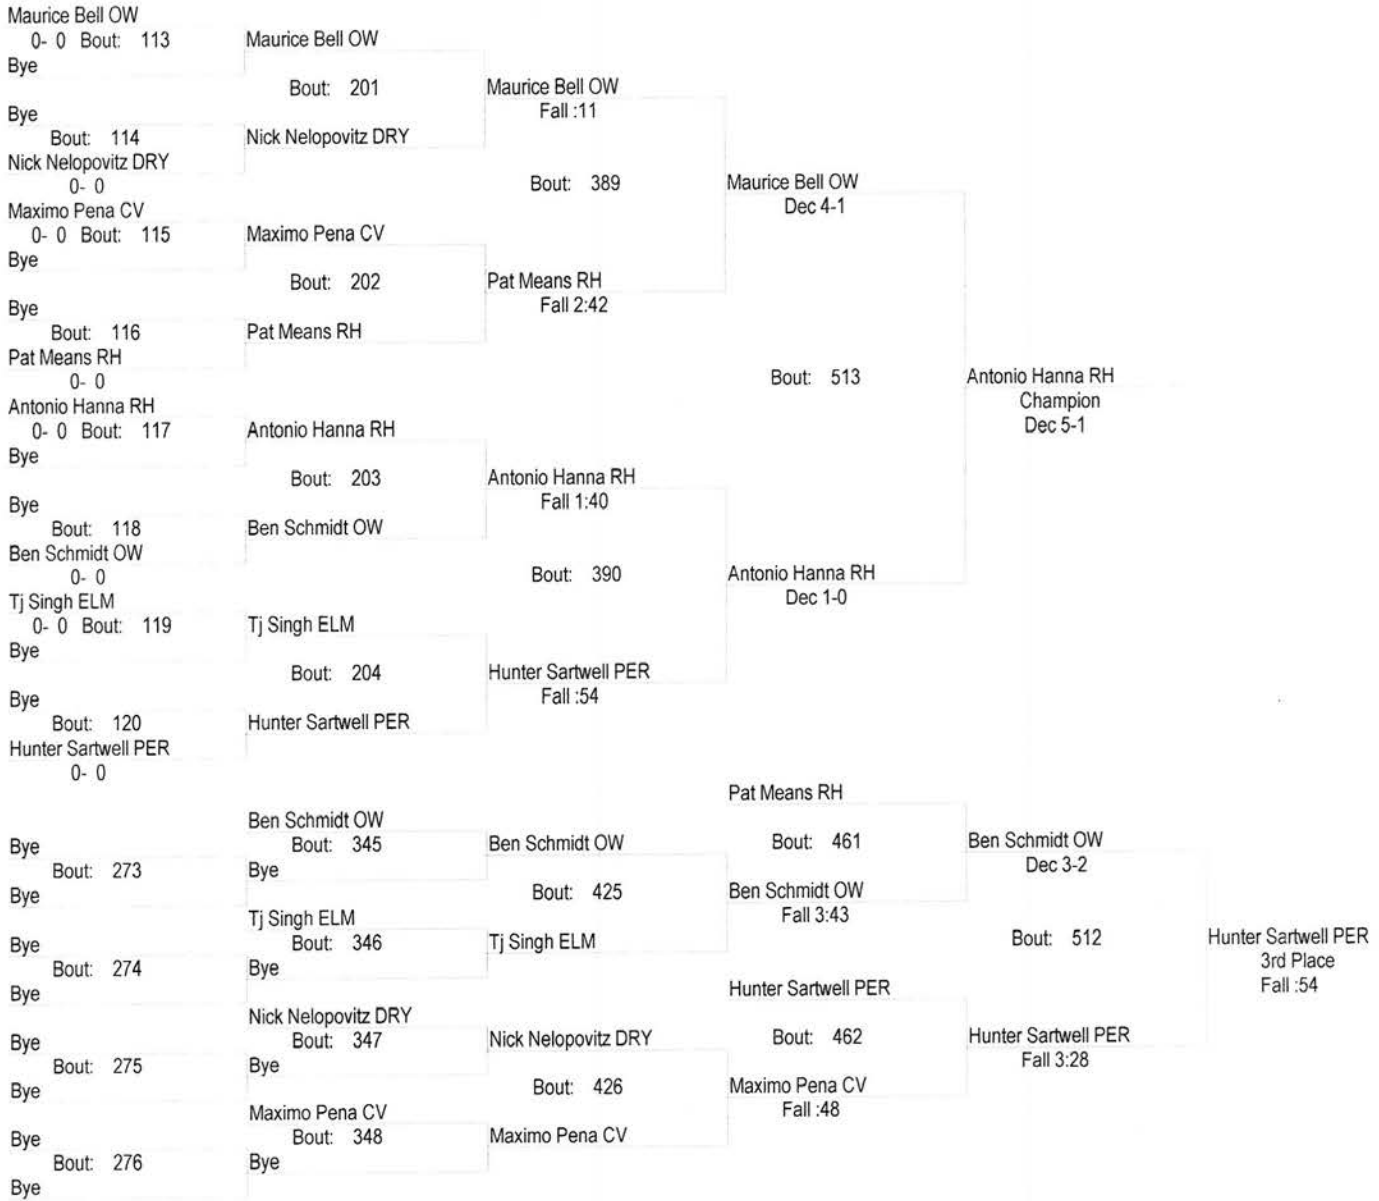 Maurice Bell OW
0- 0 Bout: 113
Bye
Bye
Bout: 114
Nick Nelopovitz DRY
0- 0
Maximo Pena CV
0- 0 Bout: 115
Bye
Bye
Bout: 116
Pat Means RH
0- 0
Antonio Hanna RH
0- 0 Bout: 117
Bye
Bye
Bout: 118
Ben Schmidt OW
0- 0
Tj Singh ELM
0- 0 Bout: 119
Bye
Bye
Bout: 120
Hunter Sartwell PER
0- 0
Maurice Bell OW
Bout: 201
Nick Nelopovitz DRY
Maximo Pena CV
Bout: 202
Pat Means RH
Antonio Hanna RH
Bout: 203
Ben Schmidt OW
Tj Singh ELM
Bout: 204
Hunter Sartwell PER
Maurice Bell OW
Fall :11
Bout: 389
Pat Means RH
Fall 2:42
Antonio Hanna RH
Fall 1:40
Bout: 390
Hunter Sartwell PER
Fall :54
Maurice Bell OW
Dec 4-1
Bout: 513
Antonio Hanna RH
Dec 1-0
Antonio Hanna RH
Champion
Dec 5-1
Bye
Bout: 273
Bye
Bye
Bout: 274
Bye
Bye
Bout: 275
Bye
Bye
Bout: 276
Bye
Ben Schmidt OW
Bout: 345
Bye
Tj Singh ELM
Bout: 346
Bye
Nick Nelopovitz DRY
Bout: 347
Bye
Maximo Pena CV
Bout: 348
Bye
Ben Schmidt OW
Bout: 425
Tj Singh ELM
Nick Nelopovitz DRY
Bout: 426
Maximo Pena CV
Pat Means RH
Bout: 461
Ben Schmidt OW
Fall 3:43
Hunter Sartwell PER
Bout: 462
Maximo Pena CV
Fall :48
Ben Schmidt OW
Dec 3-2
Bout: 512
Hunter Sartwell PER
Fall 3:28
Hunter Sartwell PER
3rd Place
Fall :54